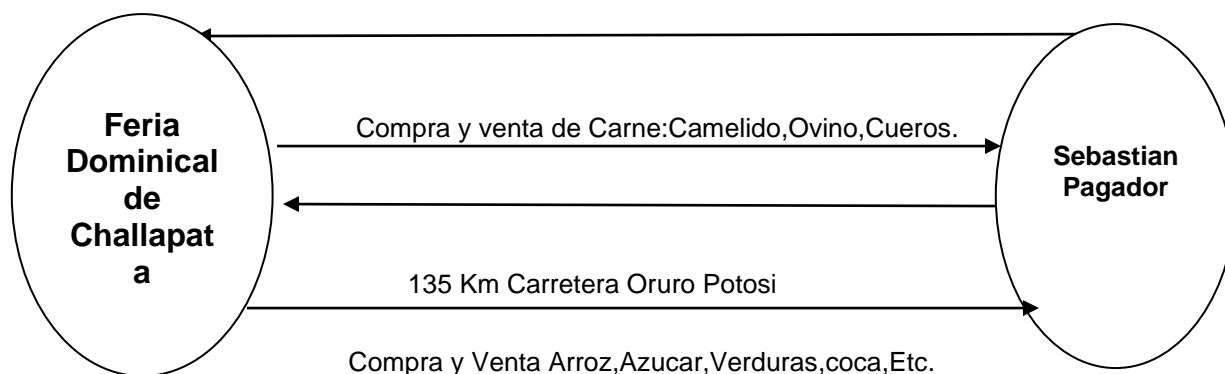 Feria
Dominical
de
Challapat
a
Compra y venta de Carne:Camelido,Ovino,Cueros.
Sebastian
Pagador
135 Km Carretera Oruro Potosi
Compra y Venta Arroz,Azucar,Verduras,coca,Etc.